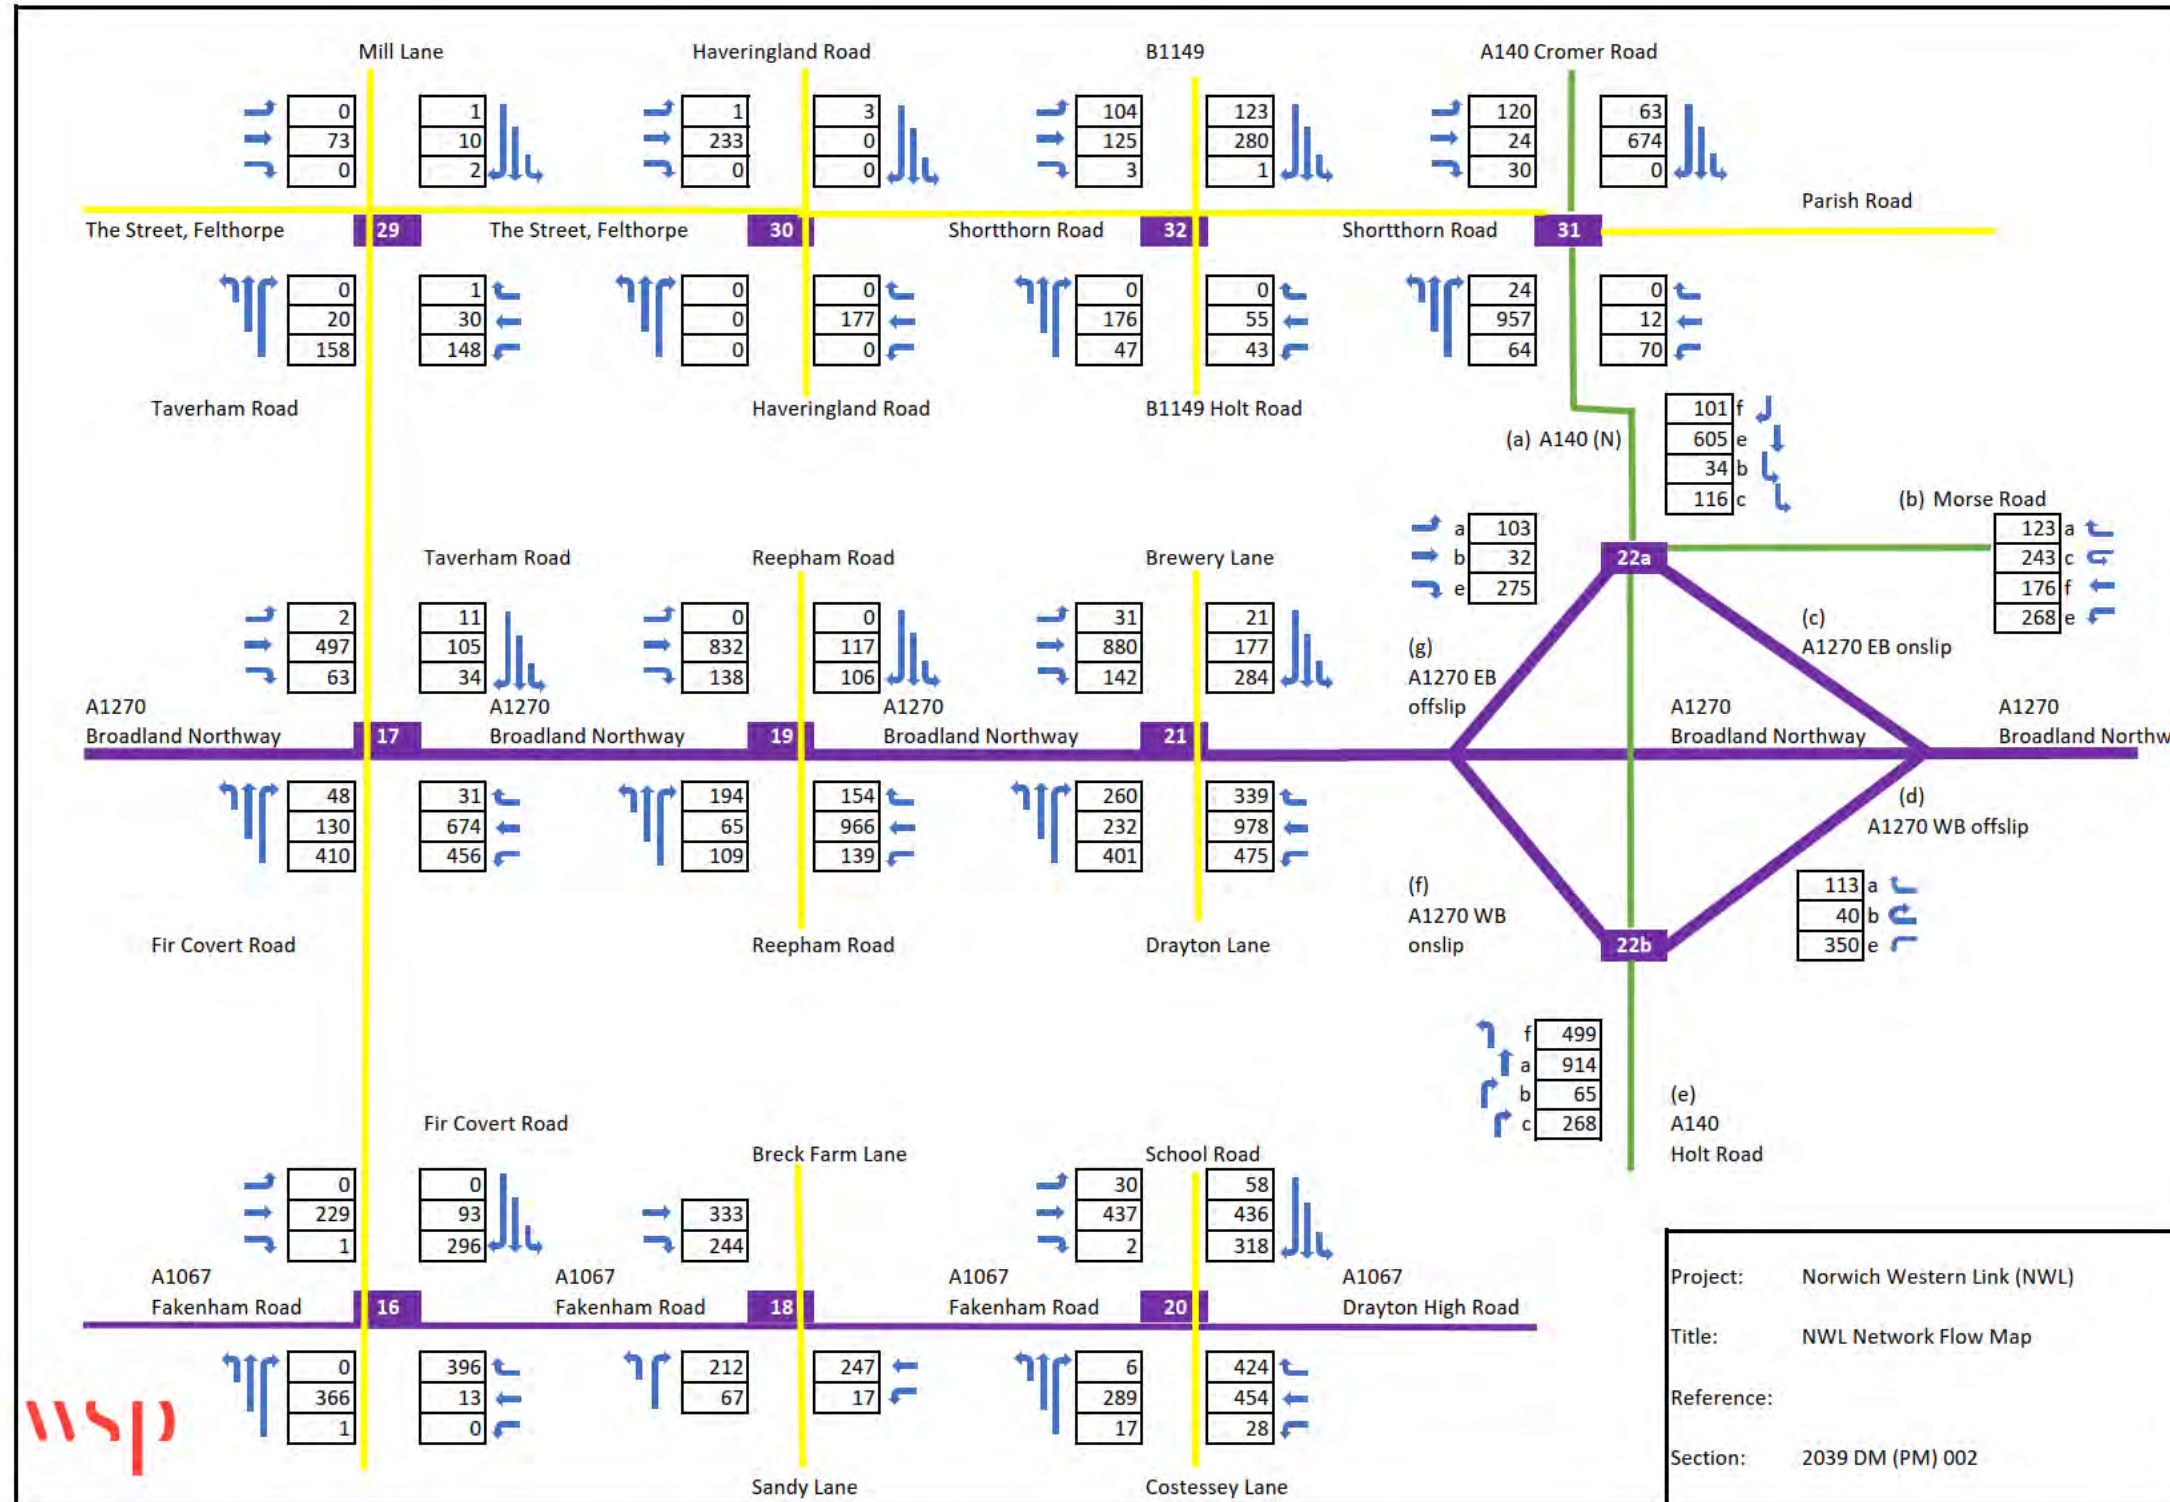 Mill Lane Haveringland Road B1149 A140 Cromer Road
0 1 1 3 104 123 120 63
73 10 233 0 125 280 24 674
0 2 0 0 3 1 30 0
Parish Road
The Street, Felthorpe 29 The Street, Felthorpe 30 Shortthorn Road 32 Shortthorn Road 31
0 1 0 0 0 0 24 0
20 30 0 177 176 55 957 12
158 148 0 0 47 43 64 70
Taverham Road Haveringland Road B1149 Holt Road
(a) A140 (N)
101 f
605 e
34 b
116 c
(b) Morse Road
123 a
243 c
176 f
268 e
a 103
b 32
e 275
22a
Taverham Road Reepham Road Brewery Lane
2 11 0 0 31 21
497 105 832 117 880 177
63 34 138 106 142 284
(g)
A1270 EB
offslip
(c)
A1270 EB onslip
A1270 A1270 A1270 A1270 A1270
Broadland Northway 17 Broadland Northway 19 Broadland Northway 21 Broadland Northway Broadland Northw
48 31 194 154 260 339
130 674 65 966 232 978
410 456 109 139 401 475
(d)
A1270 WB offslip
(f)
A1270 WB
onslip
113 a
40 b
350 e
Fir Covert Road Reepham Road Drayton Lane
22b
f 499
a 914
b 65
c 268
(e)
A140
Holt Road
Fir Covert Road Breck Farm Lane School Road
0 0 30 58
229 93 333 437 436
1 296 244 2 318
A1067 A1067 A1067 A1067
Fakenham Road 16 Fakenham Road 18 Fakenham Road 20 Drayton High Road
0 396 212 247 6 424
366 13 67 17 289 454
1 0 17 28
Sandy Lane Costessey Lane
wsp
Project: Norwich Western Link (NWL)
Title: NWL Network Flow Map
Reference:
Section: 2039 DM (PM) 002